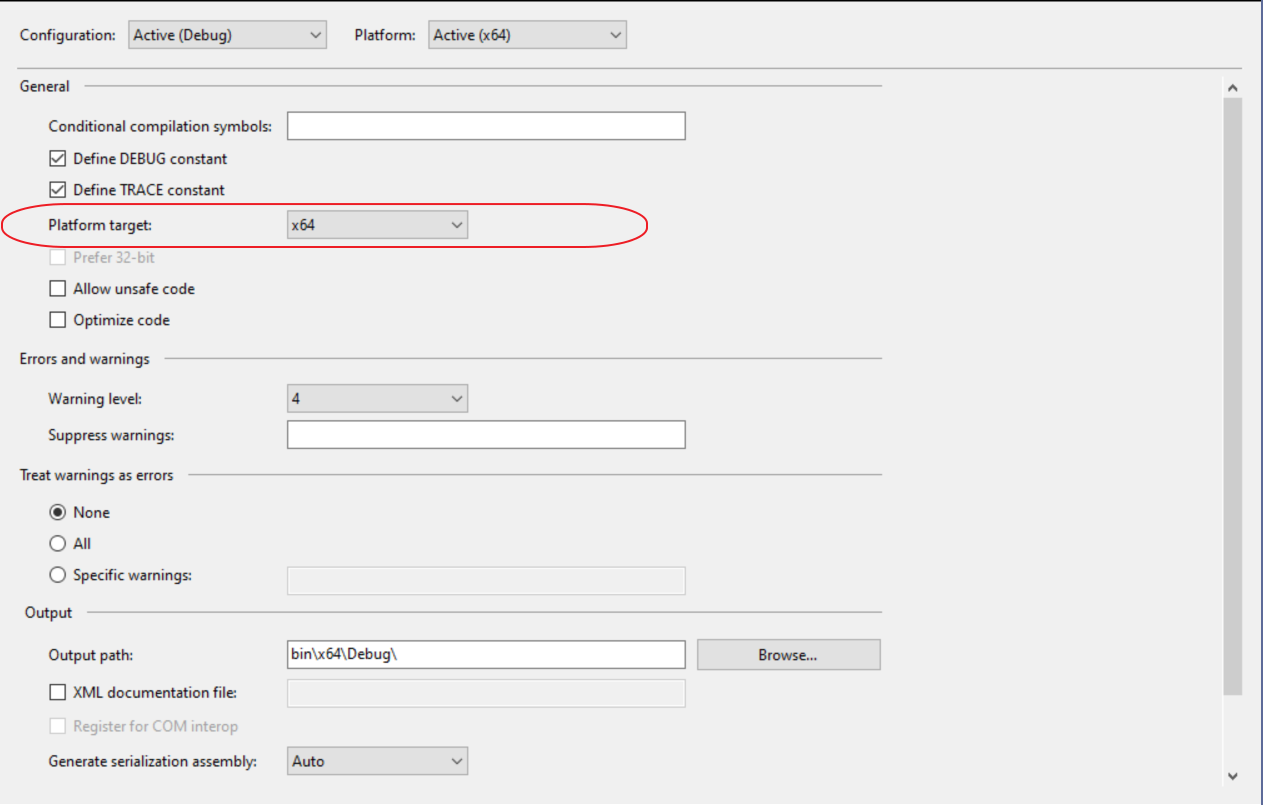 Configuration: Active (Debug) Platform: Active (x64)
General
Conditional compilation symbols:
Define DEBUG constant
Define TRACE constant
Platform target: x64
Prefer 32-bit
Allow unsafe code
Optimize code
Errors and warnings
Warning level: 4
Suppress warnings:
Treat warnings as errors
None
All
Specific warnings:
Output
Output path: bin\x64\Debug\ Browse...
XML documentation file:
Register for COM interop
Generate serialization assembly: Auto